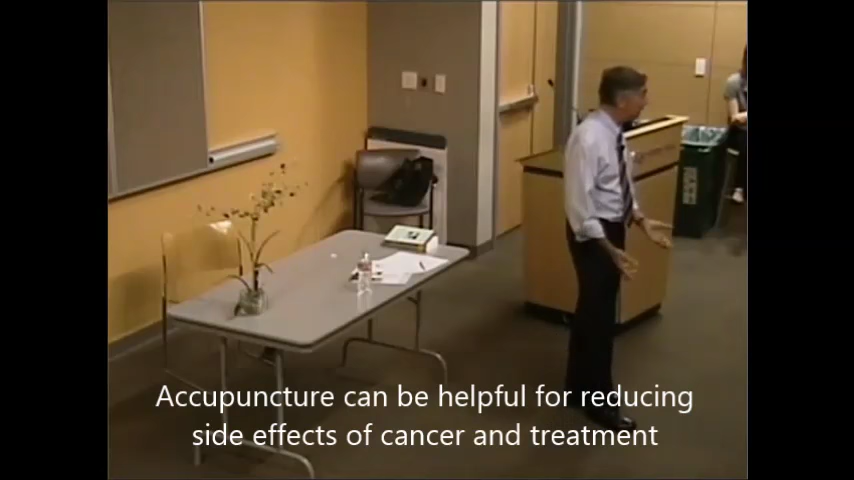 Accupuncture can be helpful for reducing
side effects of cancer and treatment